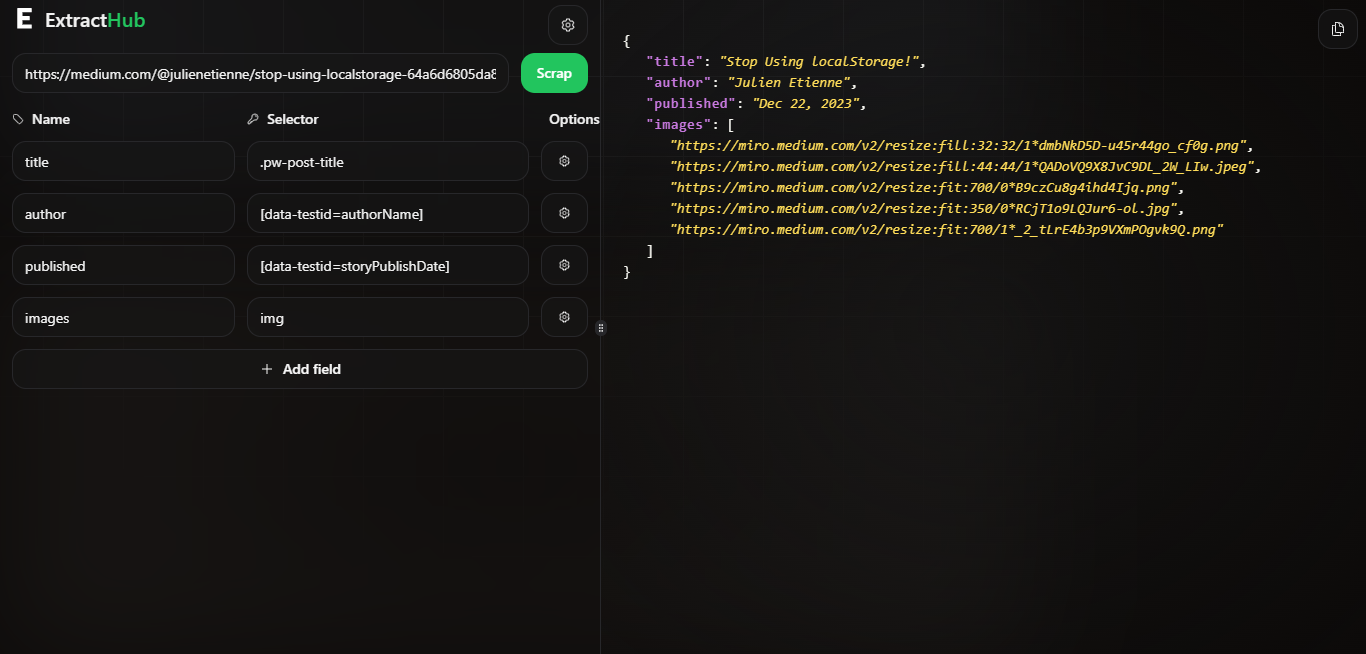 E ExtractHub
https://medium.com/@julienetienne/stop-using-localstorage-64a6d6805da8
Scrap
Name Selector Options
title .pw-post-title
author [data-testid=authorName]
published [data-testid=storyPublishDate]
images img
+ Add field
{
"title": "Stop Using localStorage!",
"author": "Julien Etienne",
"published": "Dec 22, 2023",
"images": [
"https://miro.medium.com/v2/resize:fill:32:32/1*dmbNkD5D-u45r44go_cf0g.png",
"https://miro.medium.com/v2/resize:fill:44:44/1*QADoVQ9X8JvC9DL_2W_LIw.jpeg",
"https://miro.medium.com/v2/resize:fit:700/0*B9czCu8g4ihd4Ijq.png",
"https://miro.medium.com/v2/resize:fit:350/0*RCjT1o9LQJur6-ol.jpg",
"https://miro.medium.com/v2/resize:fit:700/1*_2_tLrE4b3p9VXmPOgvk9Q.png"
]
}